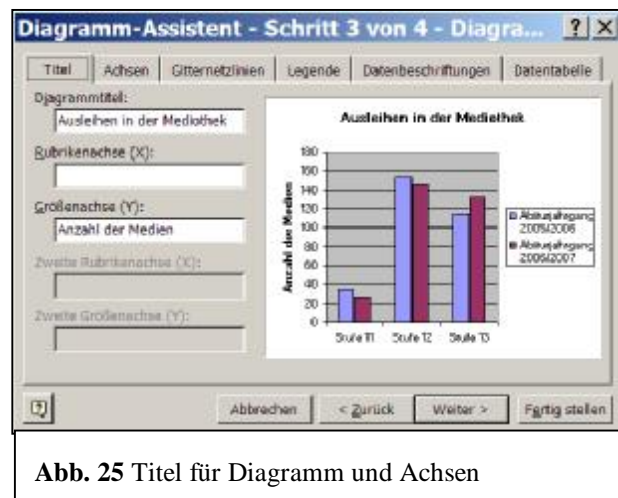 Diagramm-Assistent - Schritt 3 von 4 - Diagra...
Titel
Achsen
Gitternetzlinien
Legende
Datenbeschriftungen
Datentabelle
Diagrammtitel:
Ausleihen in der Mediothek
Rubrikenachse (X):
Größenachse (Y):
Anzahl der Medien
Zweite Rubrikenachse (X):
Zweite Größenachse (Y):
Ausleihen in der Mediothek
Anzahl der Medien
180
160
140
120
100
80
60
40
20
0
Stufe 11
Stufe 12
Stufe 13
Abiturjahrgang
2005/2006
Abiturjahrgang
2006/2007
Abbrechen
< Zurück
Weiter >
Fertig stellen
Abb. 25 Titel für Diagramm und Achsen